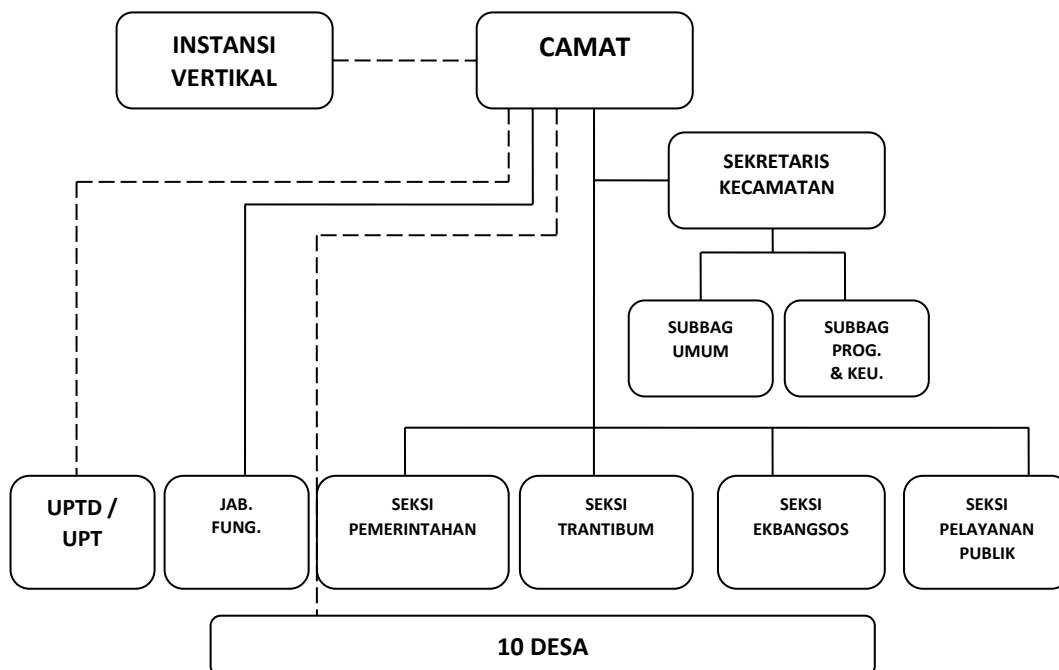 INSTANSI
VERTIKAL
CAMAT
SEKRETARIS
KECAMATAN
SUBBAG
UMUM
SUBBAG
PROG.
& KEU.
UPTD /
UPT
JAB.
FUNG.
SEKSI
PEMERINTAHAN
SEKSI
TRANTIBUM
SEKSI
EKBANGSOS
SEKSI
PELAYANAN
PUBLIK
10 DESA